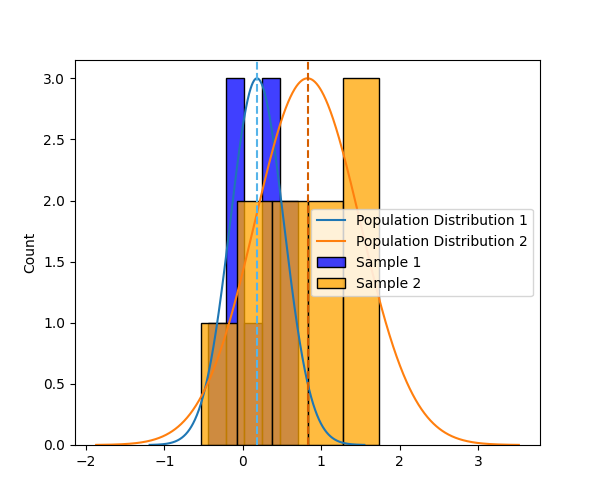 3.0
2.5
2.0
1.5
1.0
0.5
0.0
Count
Population Distribution 1
Population Distribution 2
Sample 1
Sample 2
−2 −1 0 1 2 3